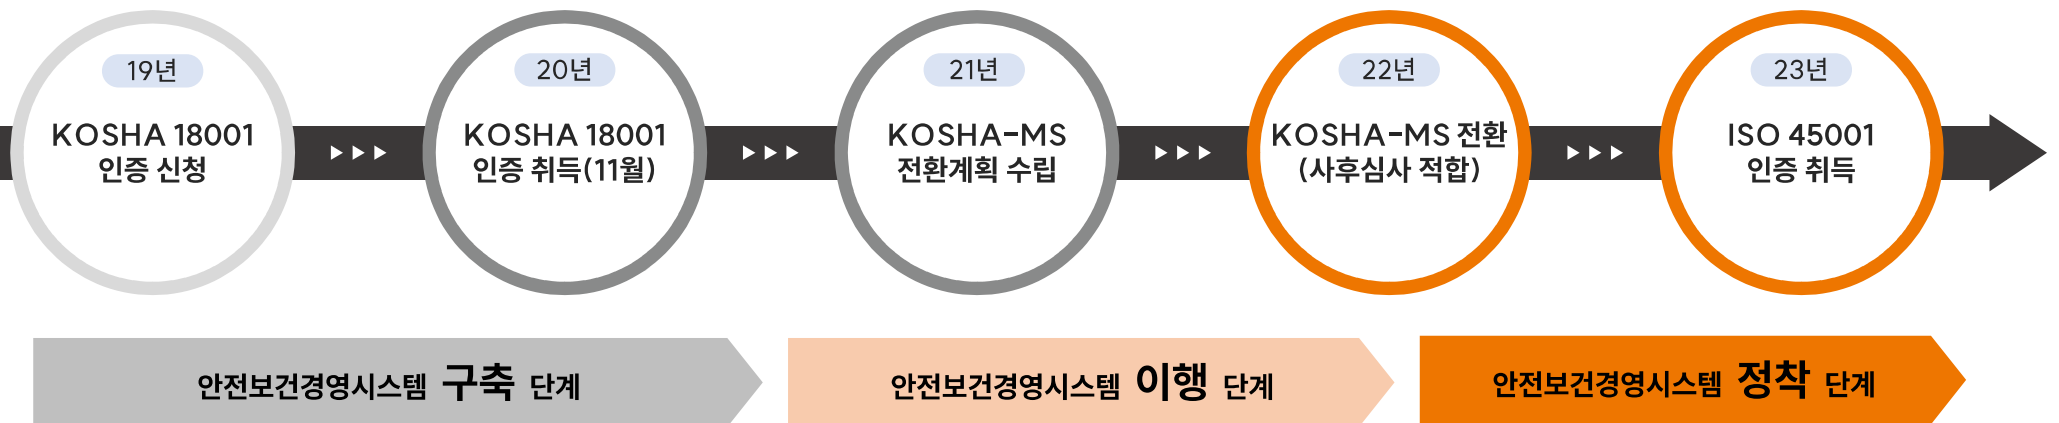 19년
KOSHA 18001
인증 신청
20년
KOSHA 18001
인증 취득(11월)
21년
KOSHA-MS
전환계획 수립
22년
KOSHA-MS 전환
(사후심사 적합)
23년
ISO 45001
인증 취득
안전보건경영시스템 구축 단계
안전보건경영시스템 이행 단계
안전보건경영시스템 정착 단계